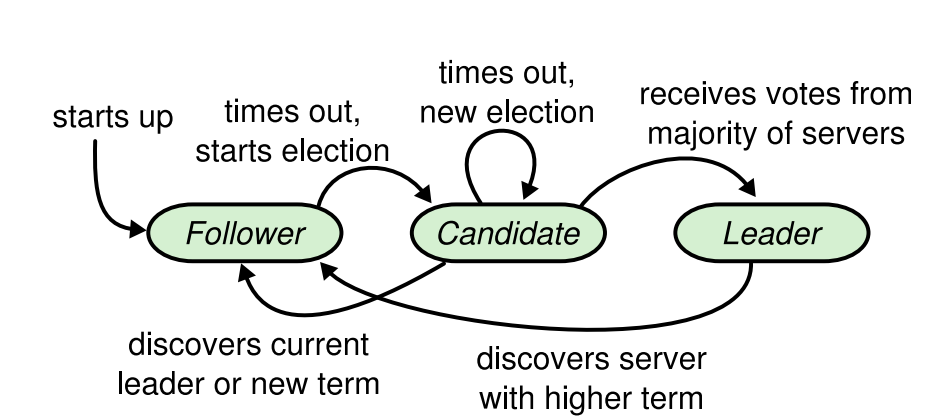 starts up
times out,
starts election
times out,
new election
receives votes from
majority of servers
Follower
Candidate
Leader
discovers current
leader or new term
discovers server
with higher term